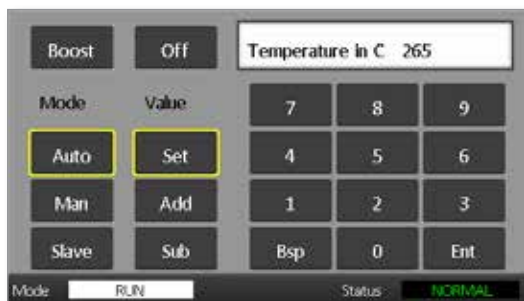 Boost Off Temperature in C 265
Mode Value 7 8 9
Auto Set 4 5 6
Man Add 1 2 3
Slave Sub Bsp 0 Ent
Mode RUN Status NORMAL